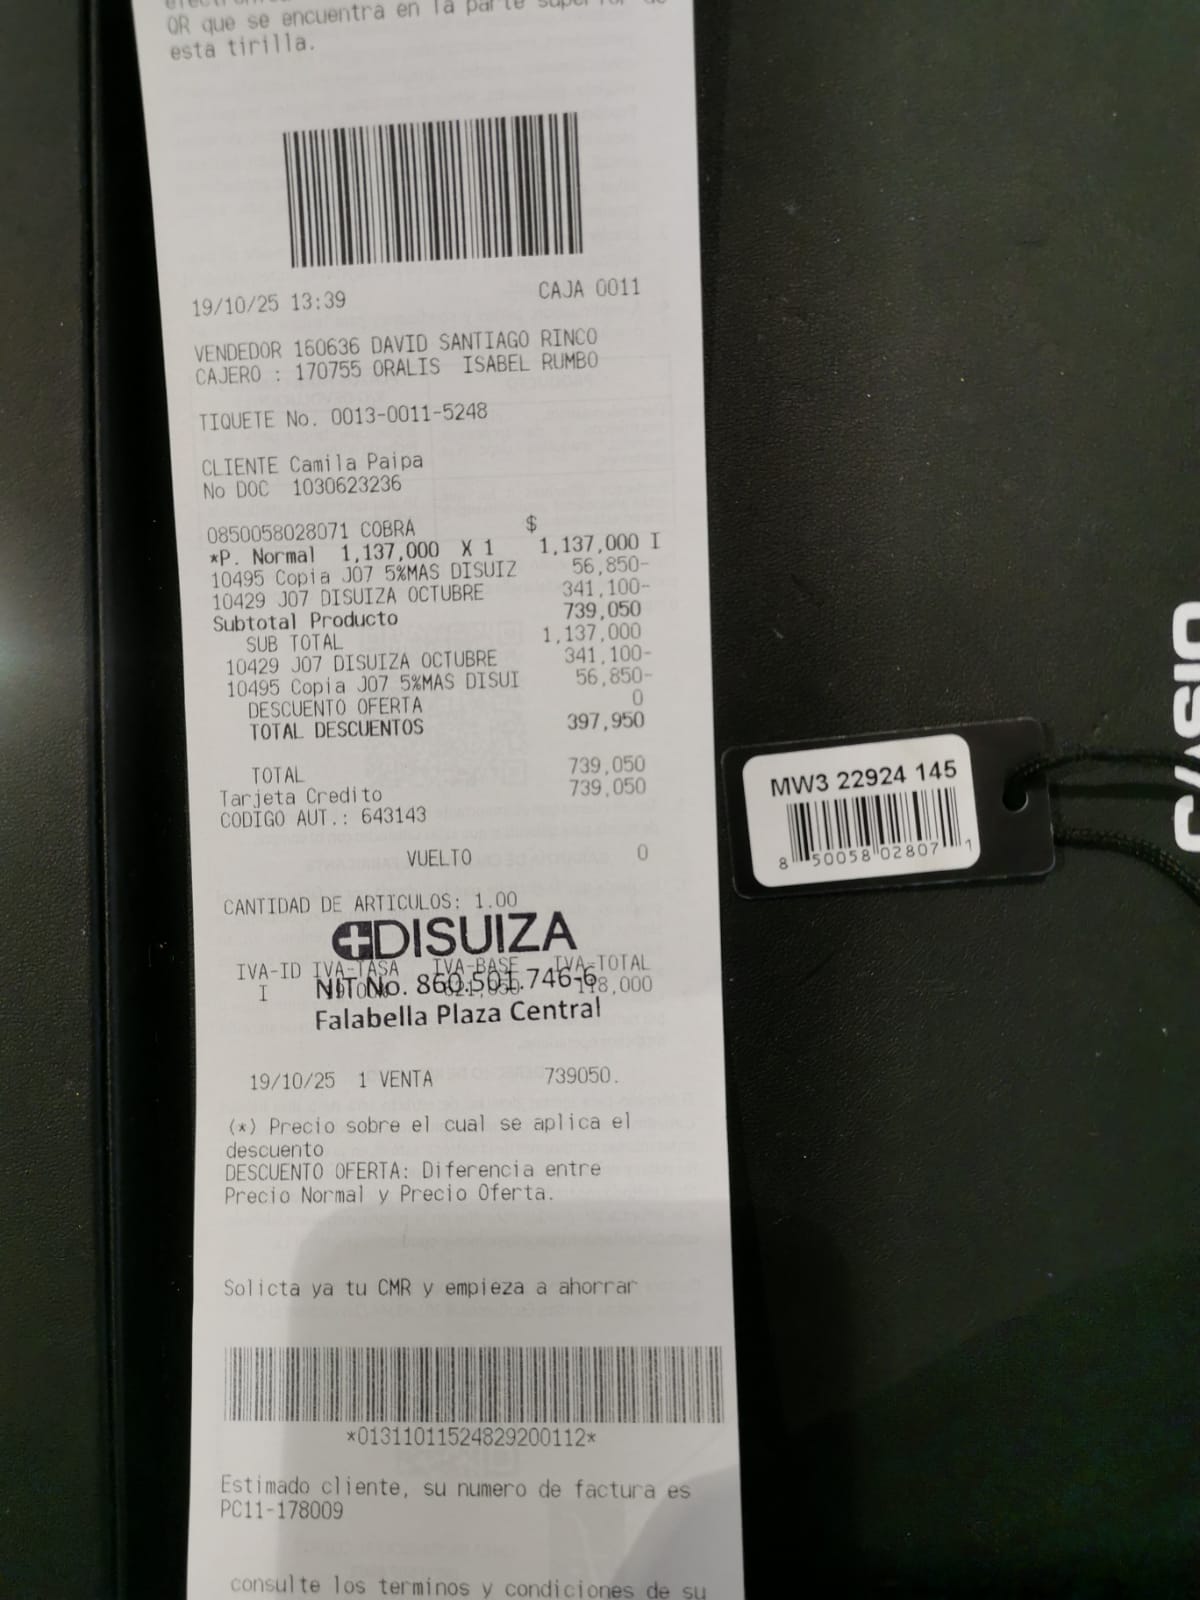 QR que se encuentra en la parte superior de
esta tirilla.
19/10/25 13:39 CAJA 0011
VENDEDOR 160636 DAVID SANTIAGO RINCO
CAJERO : 170755 ORALIS ISABEL RUMBO
TIQUETE No. 0013-0011-5248
CLIENTE Camila Paipa
No DOC 1030623236
0850058028071 COBRA $
*P. Normal 1,137,000 X 1 1,137,000 I
10495 Copia J07 5%MAS DISUIZ 56,850-
10429 J07 DISUIZA OCTUBRE 341,100-
Subtotal Producto 739,050
SUB TOTAL 1,137,000
10429 J07 DISUIZA OCTUBRE 341,100-
10495 Copia J07 5%MAS DISUI 56,850-
DESCUENTO OFERTA 0
TOTAL DESCUENTOS 397,950
TOTAL 739,050
Tarjeta Credito 739,050
CODIGO AUT.: 643143
VUELTO 0
CANTIDAD DE ARTICULOS: 1.00
DISUIZA
IVA-ID IVA-TASA IVA-BASE IVA-TOTAL
I 118,000
NIT No. 860.501.746-6
Falabella Plaza Central
19/10/25 1 VENTA 739050.
(*) Precio sobre el cual se aplica el
descuento
DESCUENTO OFERTA: Diferencia entre
Precio Normal y Precio Oferta.
Solicta ya tu CMR y empieza a ahorrar
*01311011524829200112*
Estimado cliente, su numero de factura es
PC11-178009
consulte los terminos y condiciones de su
MW3 22924 145
8 50058 02807 1